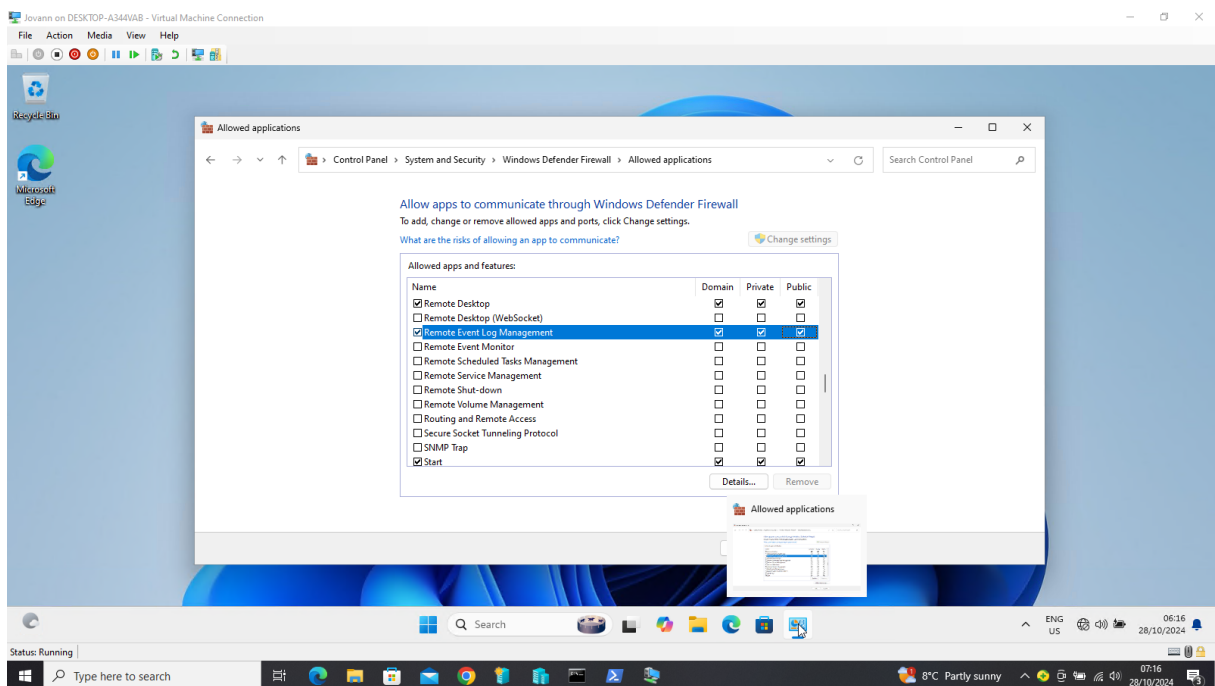 Jovann on DESKTOP-A344VAB - Virtual Machine Connection
File Action Media View Help
Recycle Bin
Microsoft
Edge
Allowed applications
Control Panel > System and Security > Windows Defender Firewall > Allowed applications
Search Control Panel
Allow apps to communicate through Windows Defender Firewall
To add, change or remove allowed apps and ports, click Change settings.
What are the risks of allowing an app to communicate?
Change settings
Allowed apps and features:
Name Domain Private Public
Remote Desktop
Remote Desktop (WebSocket)
Remote Event Log Management
Remote Event Monitor
Remote Scheduled Tasks Management
Remote Service Management
Remote Shut-down
Remote Volume Management
Routing and Remote Access
Secure Socket Tunneling Protocol
SNMP Trap
Start
Details... Remove
Allowed applications
Search
ENG
US
06:16
28/10/2024
Status: Running
Type here to search
8°C Partly sunny
07:16
28/10/2024
3